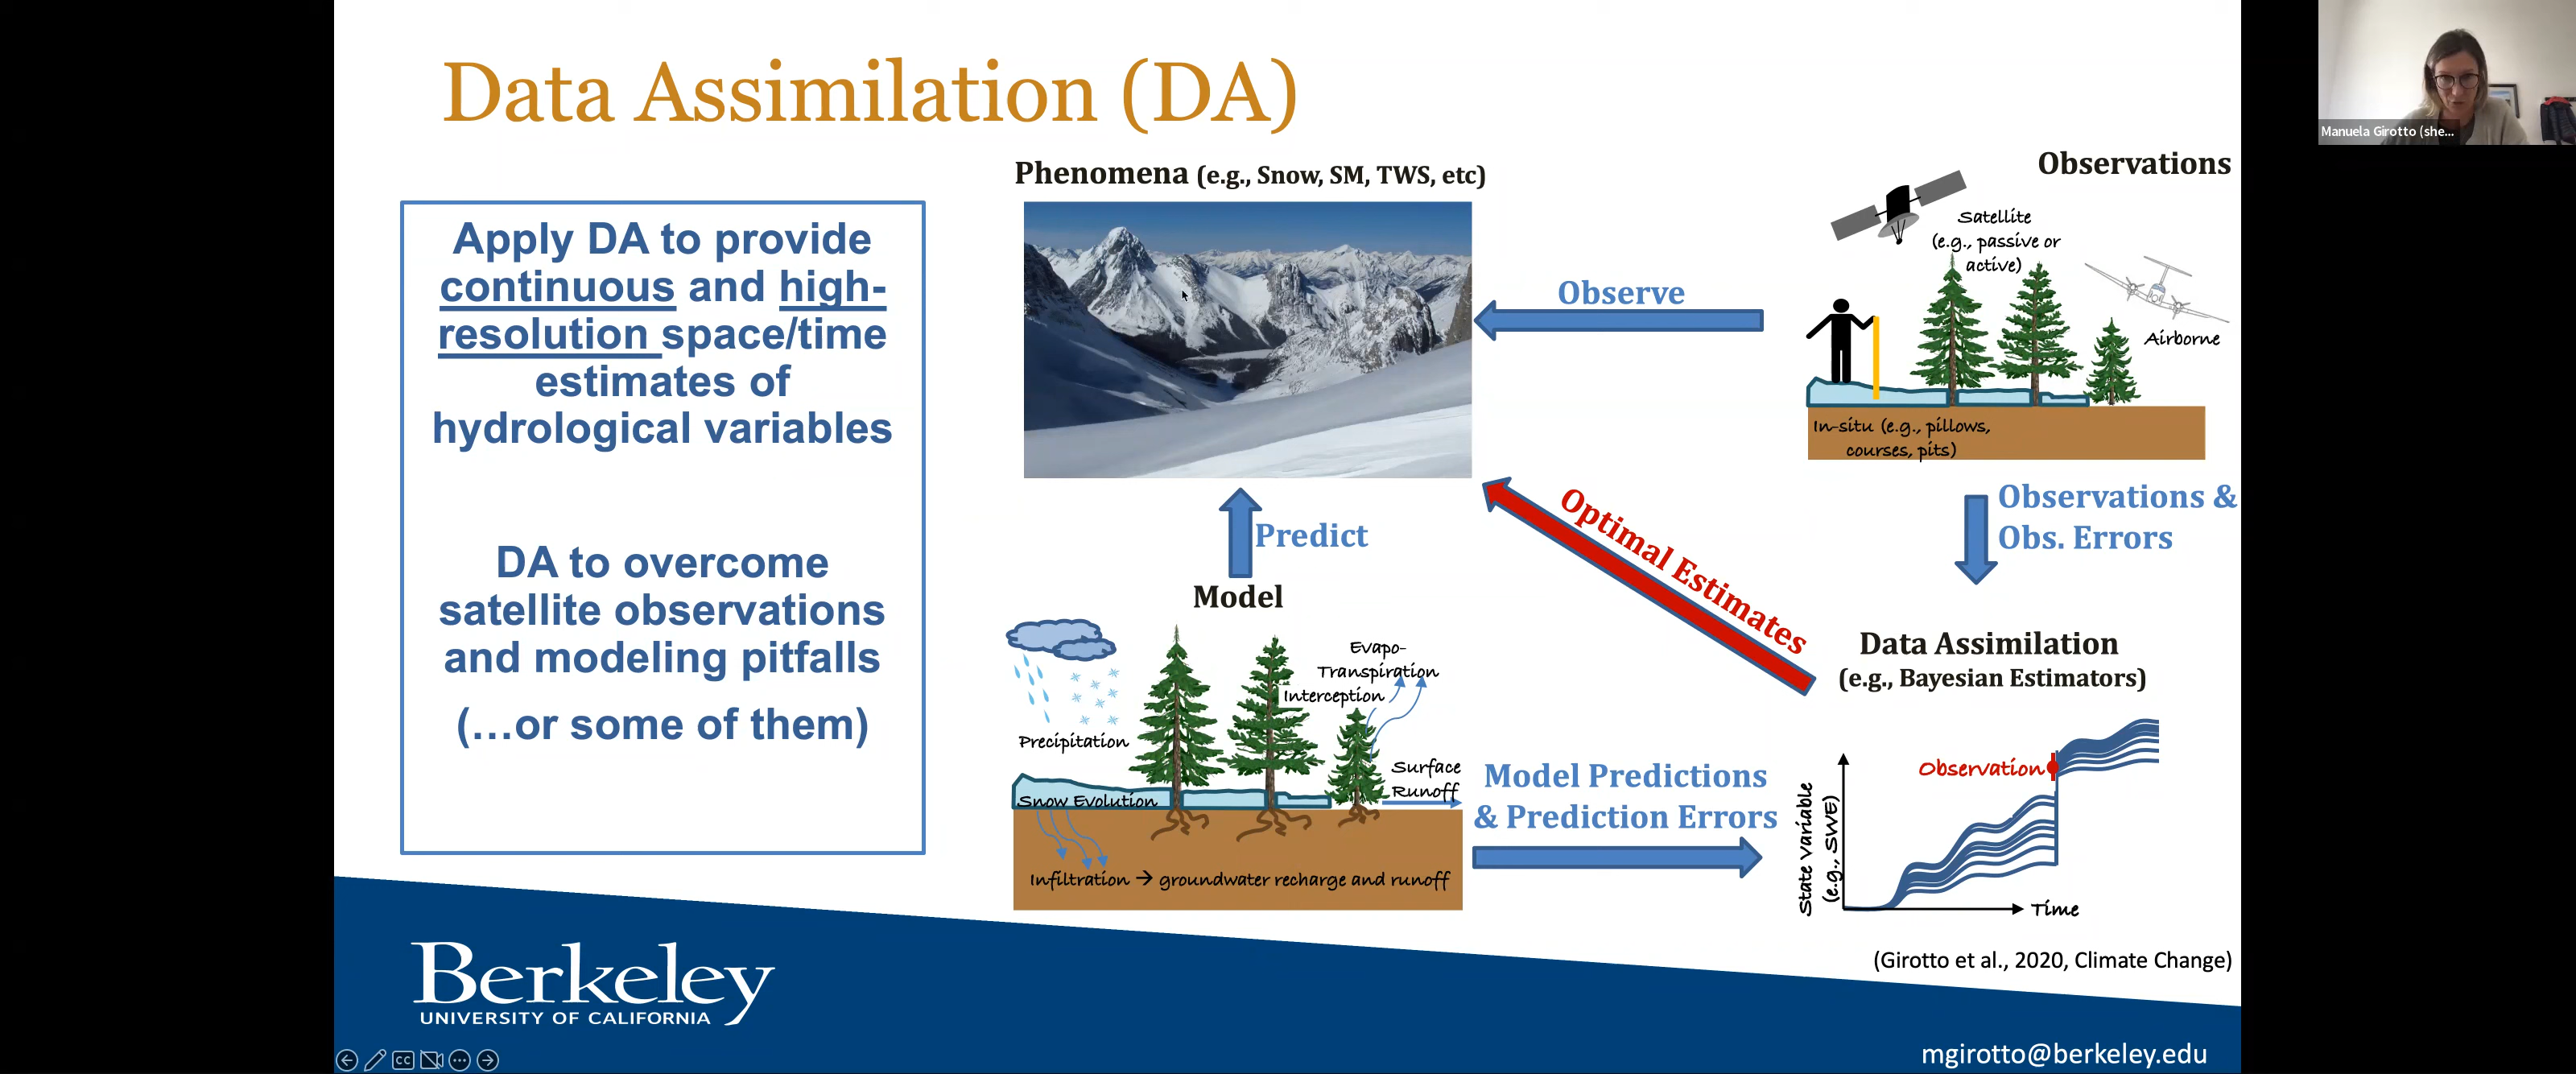 Data Assimilation (DA)
Apply DA to provide
continuous and high-
resolution space/time
estimates of
hydrological variables
DA to overcome
satellite observations
and modeling pitfalls
(...or some of them)
Phenomena (e.g., Snow, SM, TWS, etc)
Observe
Observations
Satellite
(e.g., passive or
active)
Airborne
In-situ (e.g., pillows,
courses, pits)
Predict
Optimal Estimates
Observations &
Obs. Errors
Model
Precipitation
Evapo-
Transpiration
Interception
Surface
Runoff
Snow Evolution
Infiltration → groundwater recharge and runoff
Model Predictions
& Prediction Errors
Data Assimilation
(e.g., Bayesian Estimators)
Observation
State Variable
(e.g., SWE)
Time
(Girotto et al., 2020, Climate Change)
Berkeley
UNIVERSITY OF CALIFORNIA
mgirotto@berkeley.edu
CC
Manuela Girotto (she...